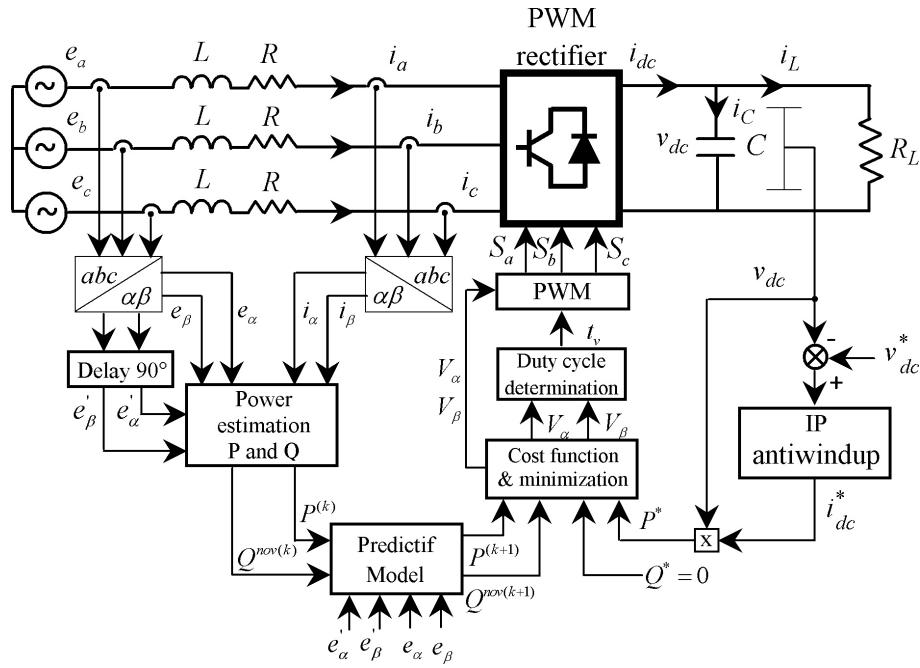 PWM
rectifier
e_a L R i_a i_dc i_L
e_b L R i_b i_C
v_dc C R_L
e_c L R i_c
S_a S_b S_c
abc αβ
abc αβ
e_β e_α i_α i_β
PWM
v_dc
t_v
Delay 90°
V_α
V_β
Duty cycle
determination
- v*_dc
+
e'_β e'_α
Power
estimation
P and Q
V_α V_β
IP
antiwindup
Cost function
& minimization
i*_dc
P^(k)
P*
x
Q^nov(k)
Predictif
Model
P^(k+1)
Q^nov(k+1)
Q* = 0
e'_α e'_β e_α e_β